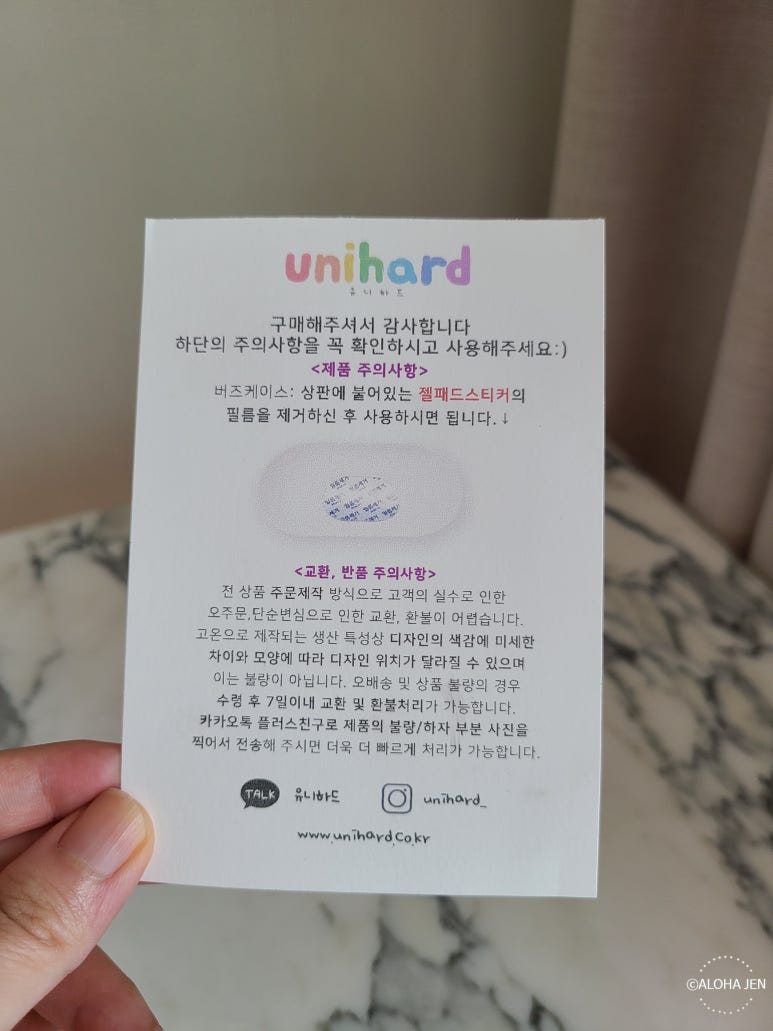 unihard
유니하드
구매해주셔서 감사합니다
하단의 주의사항을 꼭 확인하시고 사용해주세요:)
<제품 주의사항>
버즈케이스: 상판에 붙어있는 젤패드스티커의
필름을 제거하신 후 사용하시면 됩니다.↓
필름제거
<교환, 반품 주의사항>
전 상품 주문제작 방식으로 고객의 실수로 인한
오주문,단순변심으로 인한 교환, 환불이 어렵습니다.
고온으로 제작되는 생산 특성상 디자인의 색감에 미세한
차이와 모양에 따라 디자인 위치가 달라질 수 있으며
이는 불량이 아닙니다. 오배송 및 상품 불량의 경우
수령 후 7일이내 교환 및 환불처리가 가능합니다.
카카오톡 플러스친구로 제품의 불량/하자 부분 사진을
찍어서 전송해 주시면 더욱 더 빠르게 처리가 가능합니다.
TALK 유니하드 unihard_
www.unihard.co.kr
©ALOHA JEN